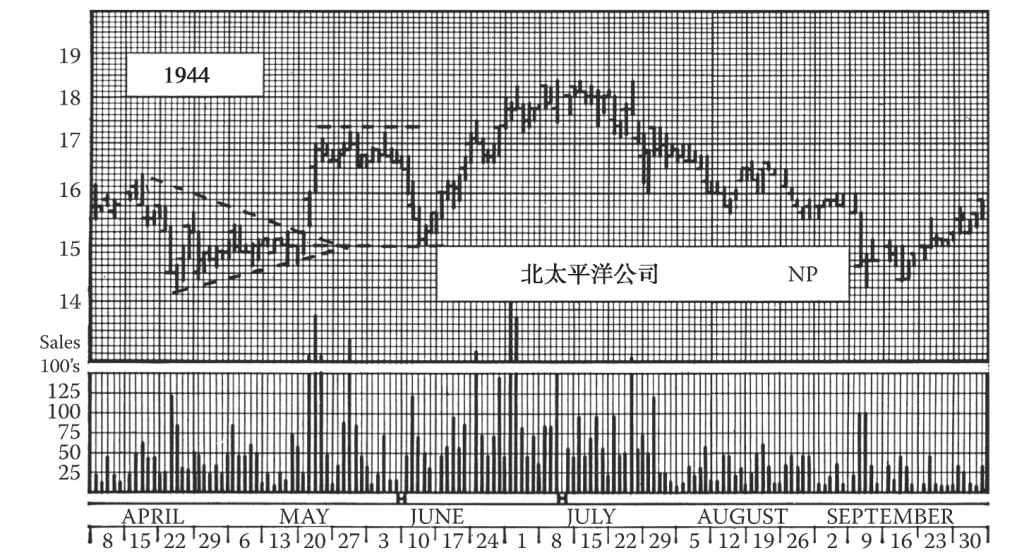 19
1944
18
17
16
15
北太平洋公司 NP
14
Sales
100's
125
100
75
50
25
APRIL MAY JUNE JULY AUGUST SEPTEMBER
8 15 22 29 6 13 20 27 3 10 17 24 1 8 15 22 29 5 12 19 26 2 9 16 23 30